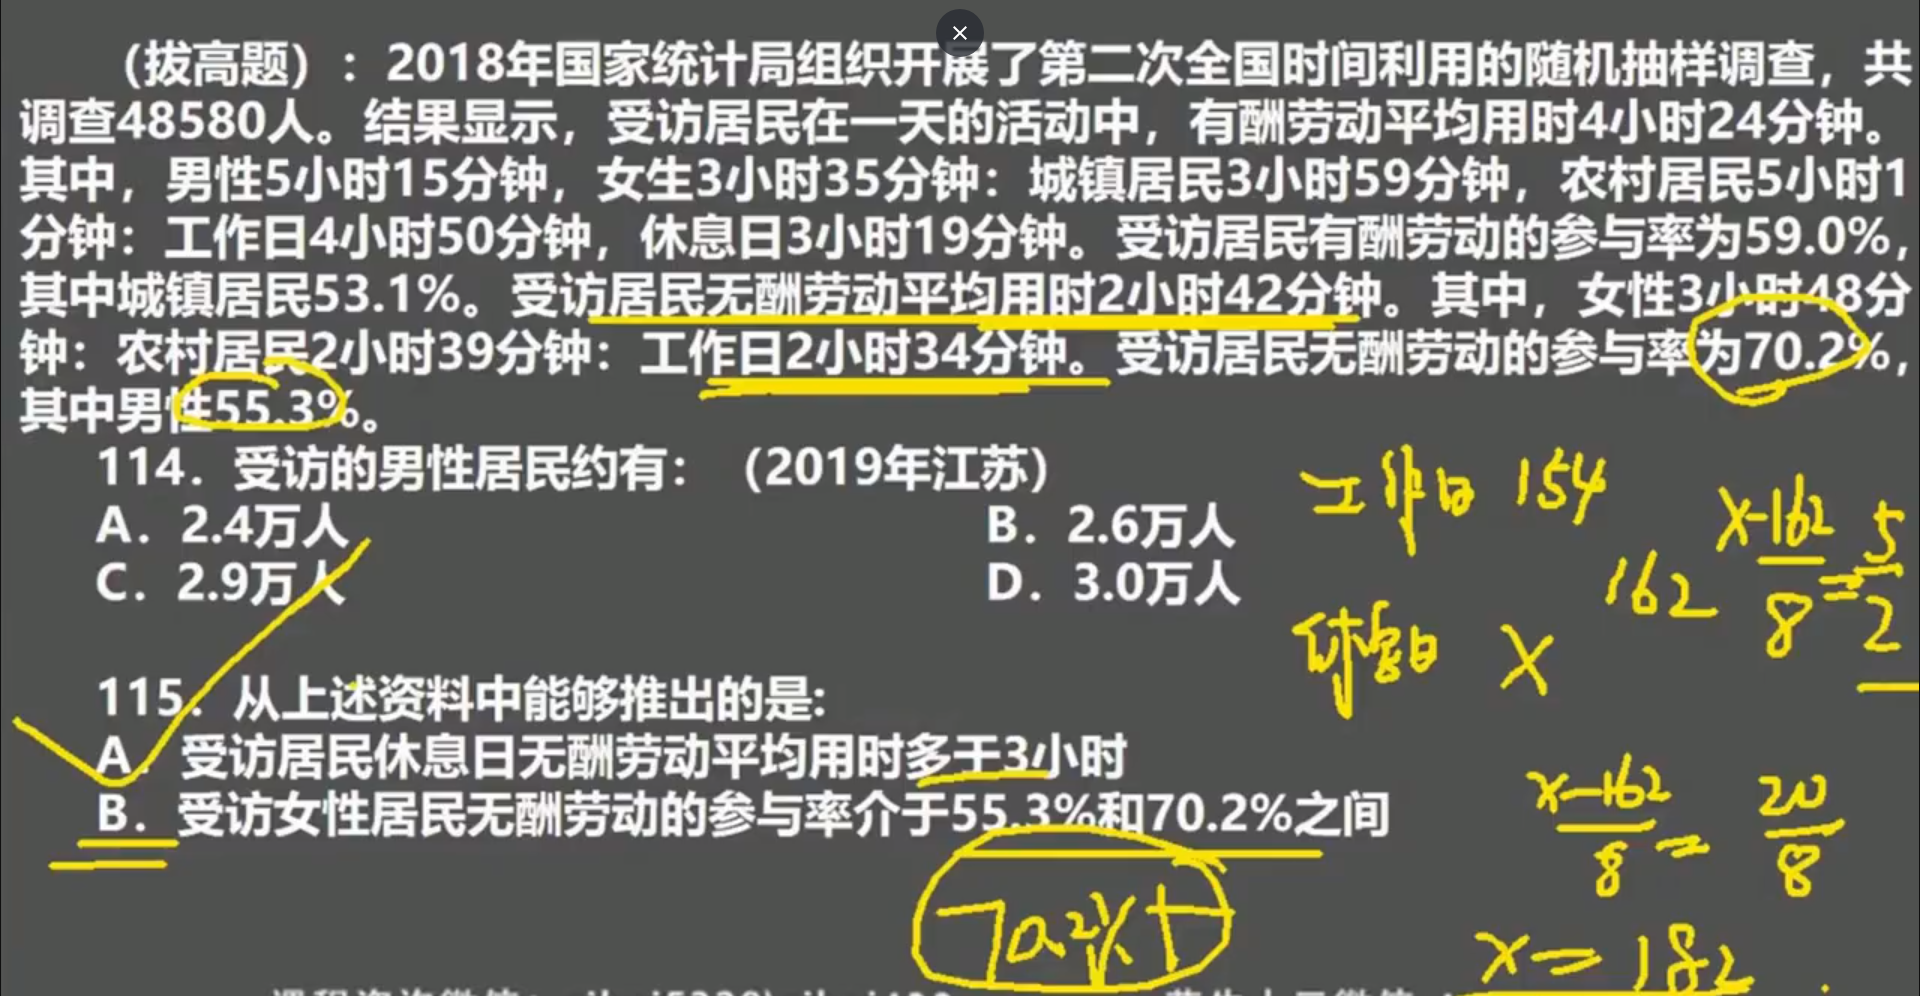 （拔高题）：2018年国家统计局组织开展了第二次全国时间利用的随机抽样调查，共
调查48580人。结果显示，受访居民在一天的活动中，有酬劳动平均用时4小时24分钟。
其中，男性5小时15分钟，女生3小时35分钟：城镇居民3小时59分钟，农村居民5小时1
分钟：工作日4小时50分钟，休息日3小时19分钟。受访居民有酬劳动的参与率为59.0%，
其中城镇居民53.1%。受访居民无酬劳动平均用时2小时42分钟。其中，女性3小时48分
钟：农村居民2小时39分钟：工作日2小时34分钟。受访居民无酬劳动的参与率为70.2%，
其中男性55.3%。
114．受访的男性居民约有：（2019年江苏）
A．2.4万人 B．2.6万人
C．2.9万人 D．3.0万人
工作日 154
162
x-162/8=5/2
休息日 x
115．从上述资料中能够推出的是:
A．受访居民休息日无酬劳动平均用时多于3小时
B．受访女性居民无酬劳动的参与率介于55.3%和70.2%之间
x-162/8=20/8
70.2%↑
x=182